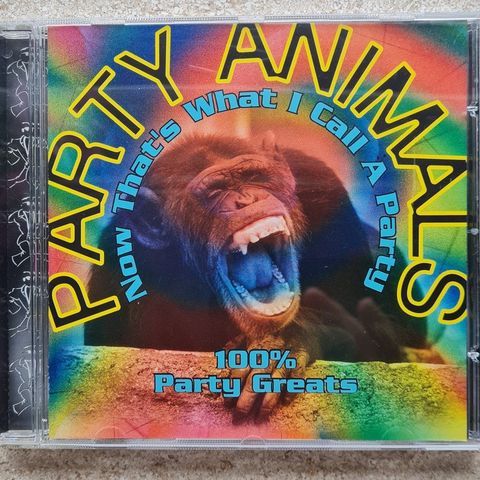 PARTY ANIMALS
Now That's What I Call A Party
100%
Party Greats